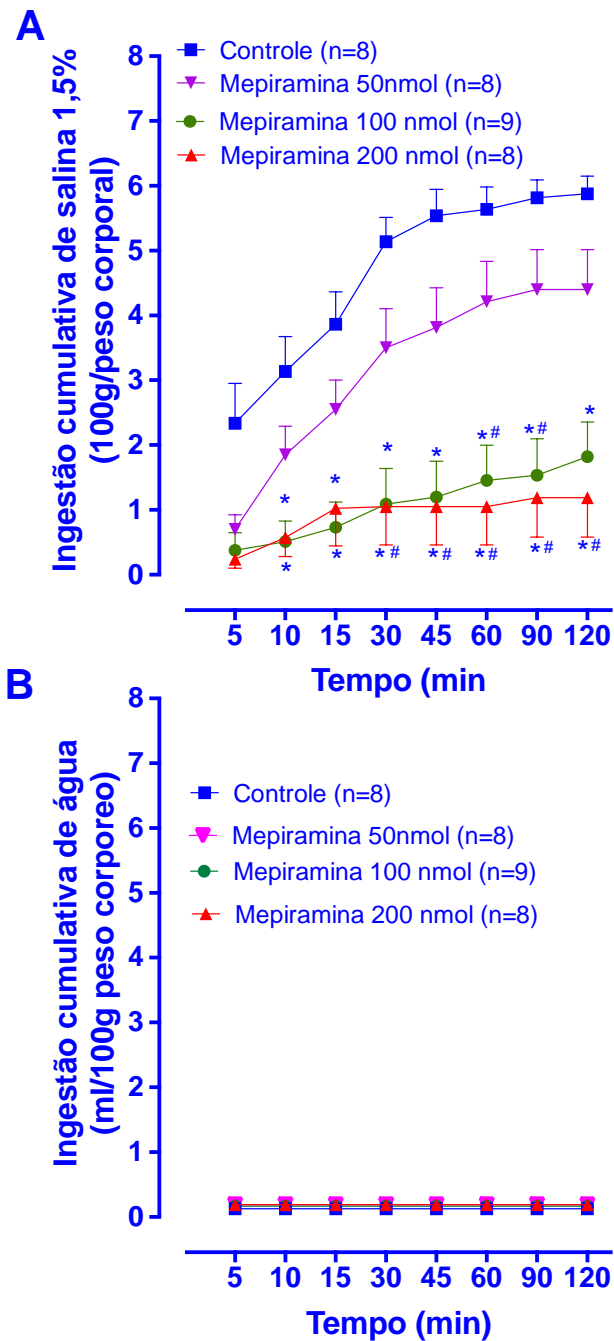 A
Ingestão cumulativa de salina 1,5%
(100g/peso corporal)
Controle (n=8)
Mepiramina 50nmol (n=8)
Mepiramina 100 nmol (n=9)
Mepiramina 200 nmol (n=8)
8
7
6
5
4
3
2
1
0
* # * # *
* * * *
* * * # * # * # * # * #
5 10 15 30 45 60 90 120
Tempo (min
B
Ingestão cumulativa de água
(ml/100g peso corporeo)
Controle (n=8)
Mepiramina 50nmol (n=8)
Mepiramina 100 nmol (n=9)
Mepiramina 200 nmol (n=8)
8
7
6
5
4
3
2
1
0
5 10 15 30 45 60 90 120
Tempo (min)